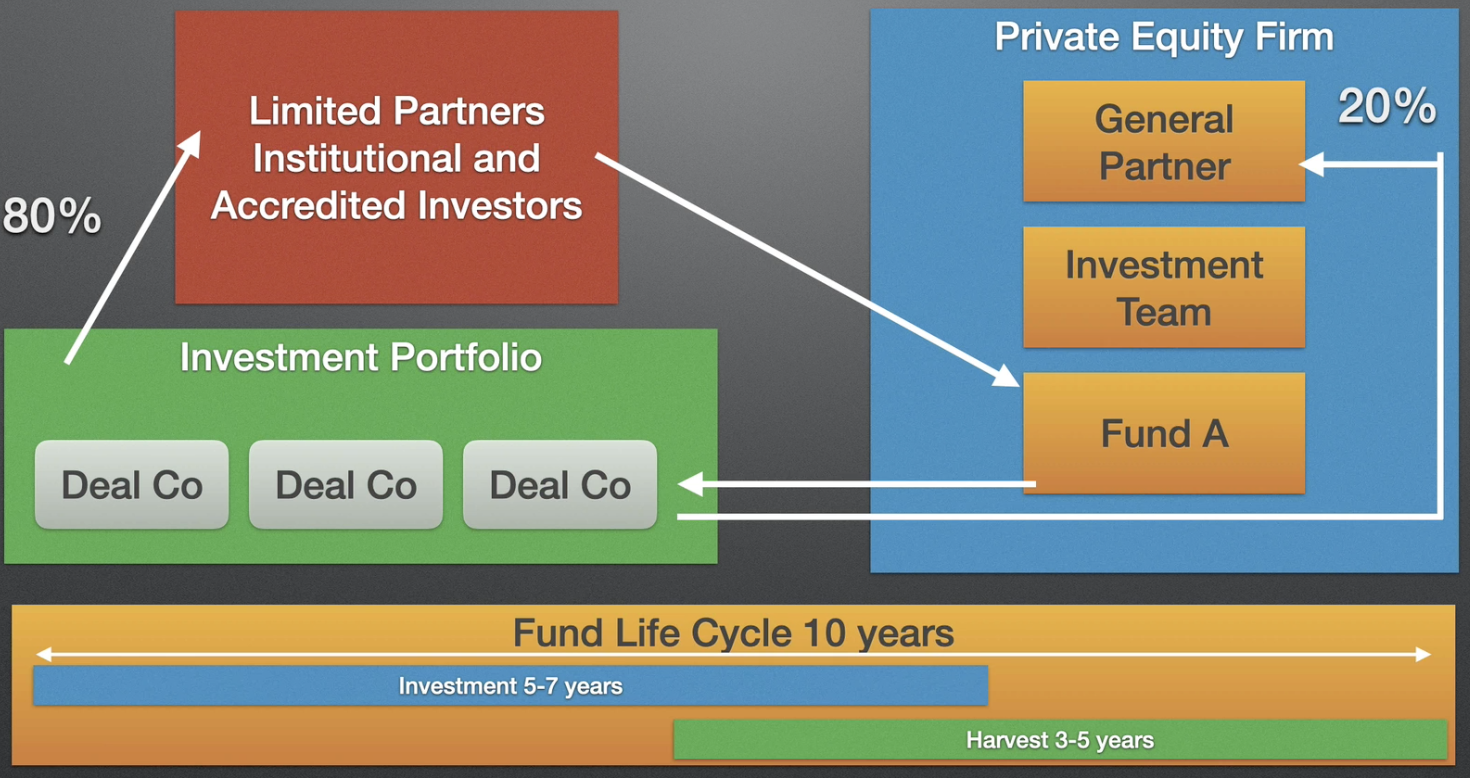 Limited Partners
Institutional and
Accredited Investors
80%
Private Equity Firm
General
Partner
20%
Investment
Team
Fund A
Investment Portfolio
Deal Co
Deal Co
Deal Co
Fund Life Cycle 10 years
Investment 5-7 years
Harvest 3-5 years